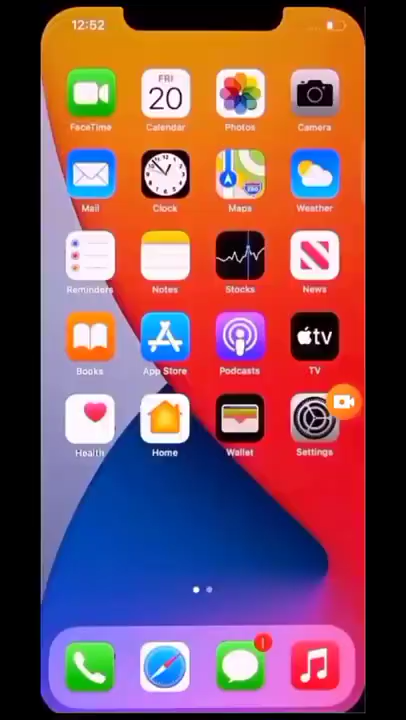 12:52
FRI
20
FaceTime
Calendar
Photos
Camera
280
Mail
Clock
Maps
Weather
Reminders
Notes
Stocks
News
tv
Books
App Store
Podcasts
TV
Health
Home
Wallet
Settings
1